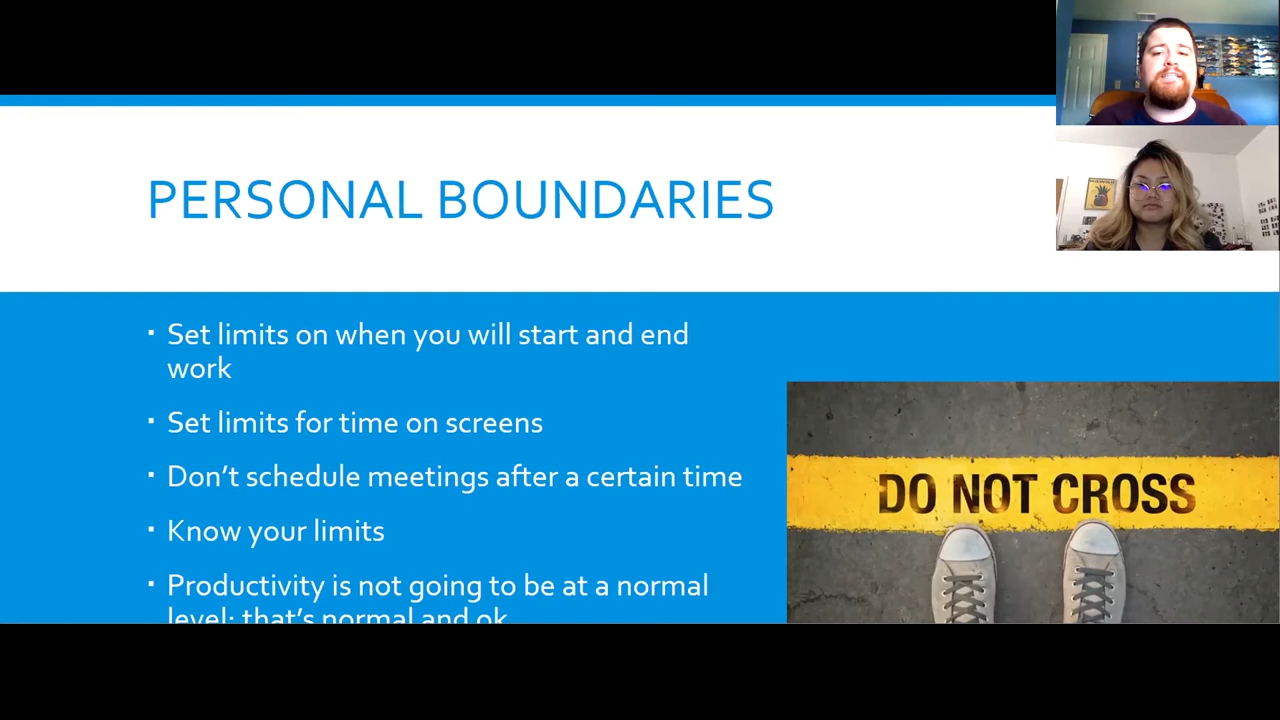 PERSONAL BOUNDARIES
▪ Set limits on when you will start and end
work
▪ Set limits for time on screens
▪ Don’t schedule meetings after a certain time
▪ Know your limits
▪ Productivity is not going to be at a normal
level; that’s normal and ok
DO NOT CROSS